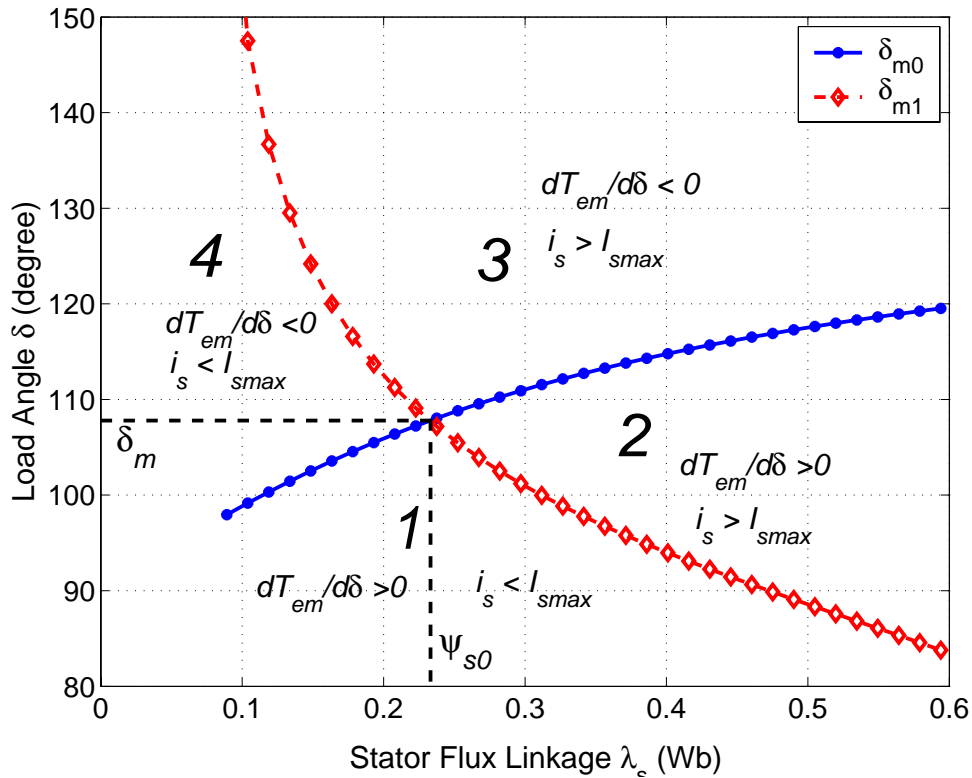 150
140
130
120
110
100
90
80
0
0.1
0.2
0.3
0.4
0.5
0.6
Load Angle δ (degree)
Stator Flux Linkage λs (Wb)
δm0
δm1
dTem/dδ < 0
is > Ismax
3
4
dTem/dδ <0
is < Ismax
δm
2
dTem/dδ >0
is > Ismax
1
dTem/dδ >0
is < Ismax
ψs0